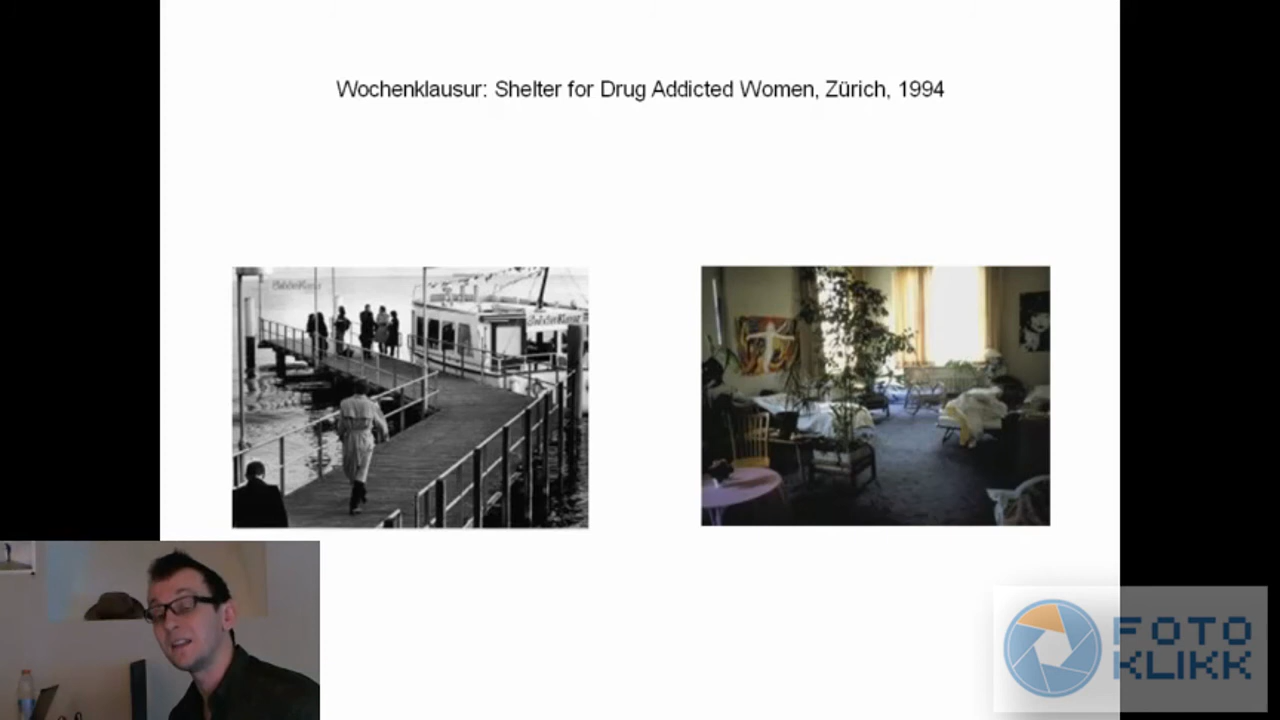 Wochenklausur: Shelter for Drug Addicted Women, Zürich, 1994
FOTO
KLIKK